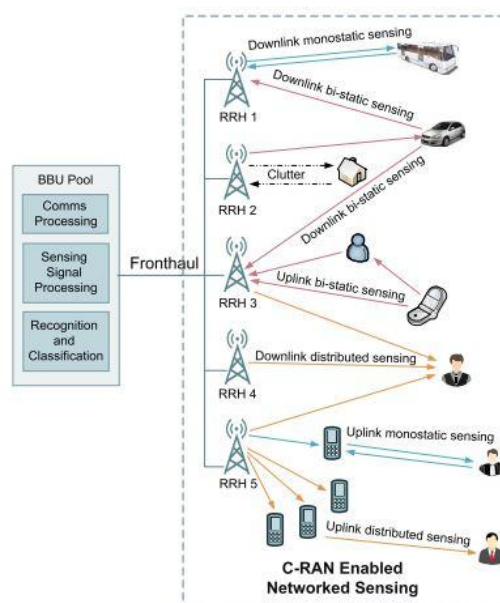 Downlink monostatic sensing
RRH 1
Downlink bi-static sensing
BBU Pool
Comms
Processing
Sensing
Signal
Processing
Recognition
and
Classification
Fronthaul
Clutter
RRH 2
Downlink bi-static sensing
RRH 3
Uplink bi-static sensing
Downlink distributed sensing
RRH 4
Uplink monostatic sensing
RRH 5
Uplink distributed sensing
C-RAN Enabled
Networked Sensing